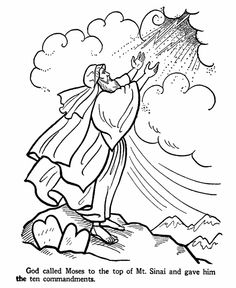 God called Moses to the top of Mt. Sinai and gave him
the ten commandments.